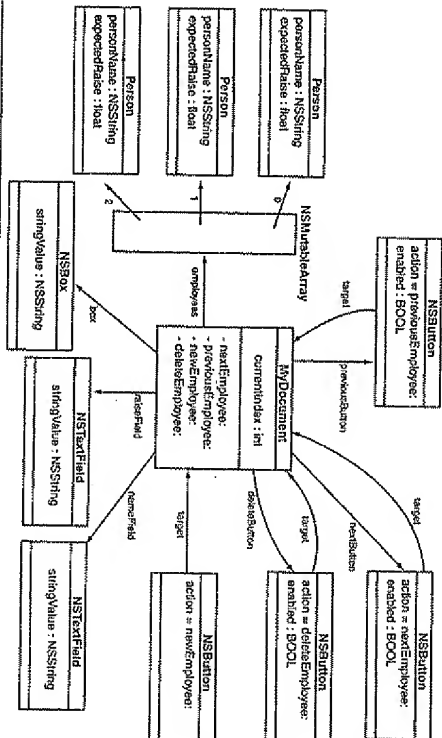 NSButton
action = previousEmployee:
enabled : BOOL
target
previousButton
NSButton
action = nextEmployee:
enabled : BOOL
target
nextButton
NSButton
action = deleteEmployee:
enabled : BOOL
target
deleteButton
NSButton
action = newEmployee:
target
MyDocument
currentIndex : int
- nextEmployee:
- previousEmployee:
- newEmployee:
- deleteEmployee:
employees
NSMutableArray
0
1
2
Person
personName : NSString
expectedRaise : float
Person
personName : NSString
expectedRaise : float
Person
personName : NSString
expectedRaise : float
box
NSBox
stringValue : NSString
raiseField
NSTextField
stringValue : NSString
nameField
NSTextField
stringValue : NSString